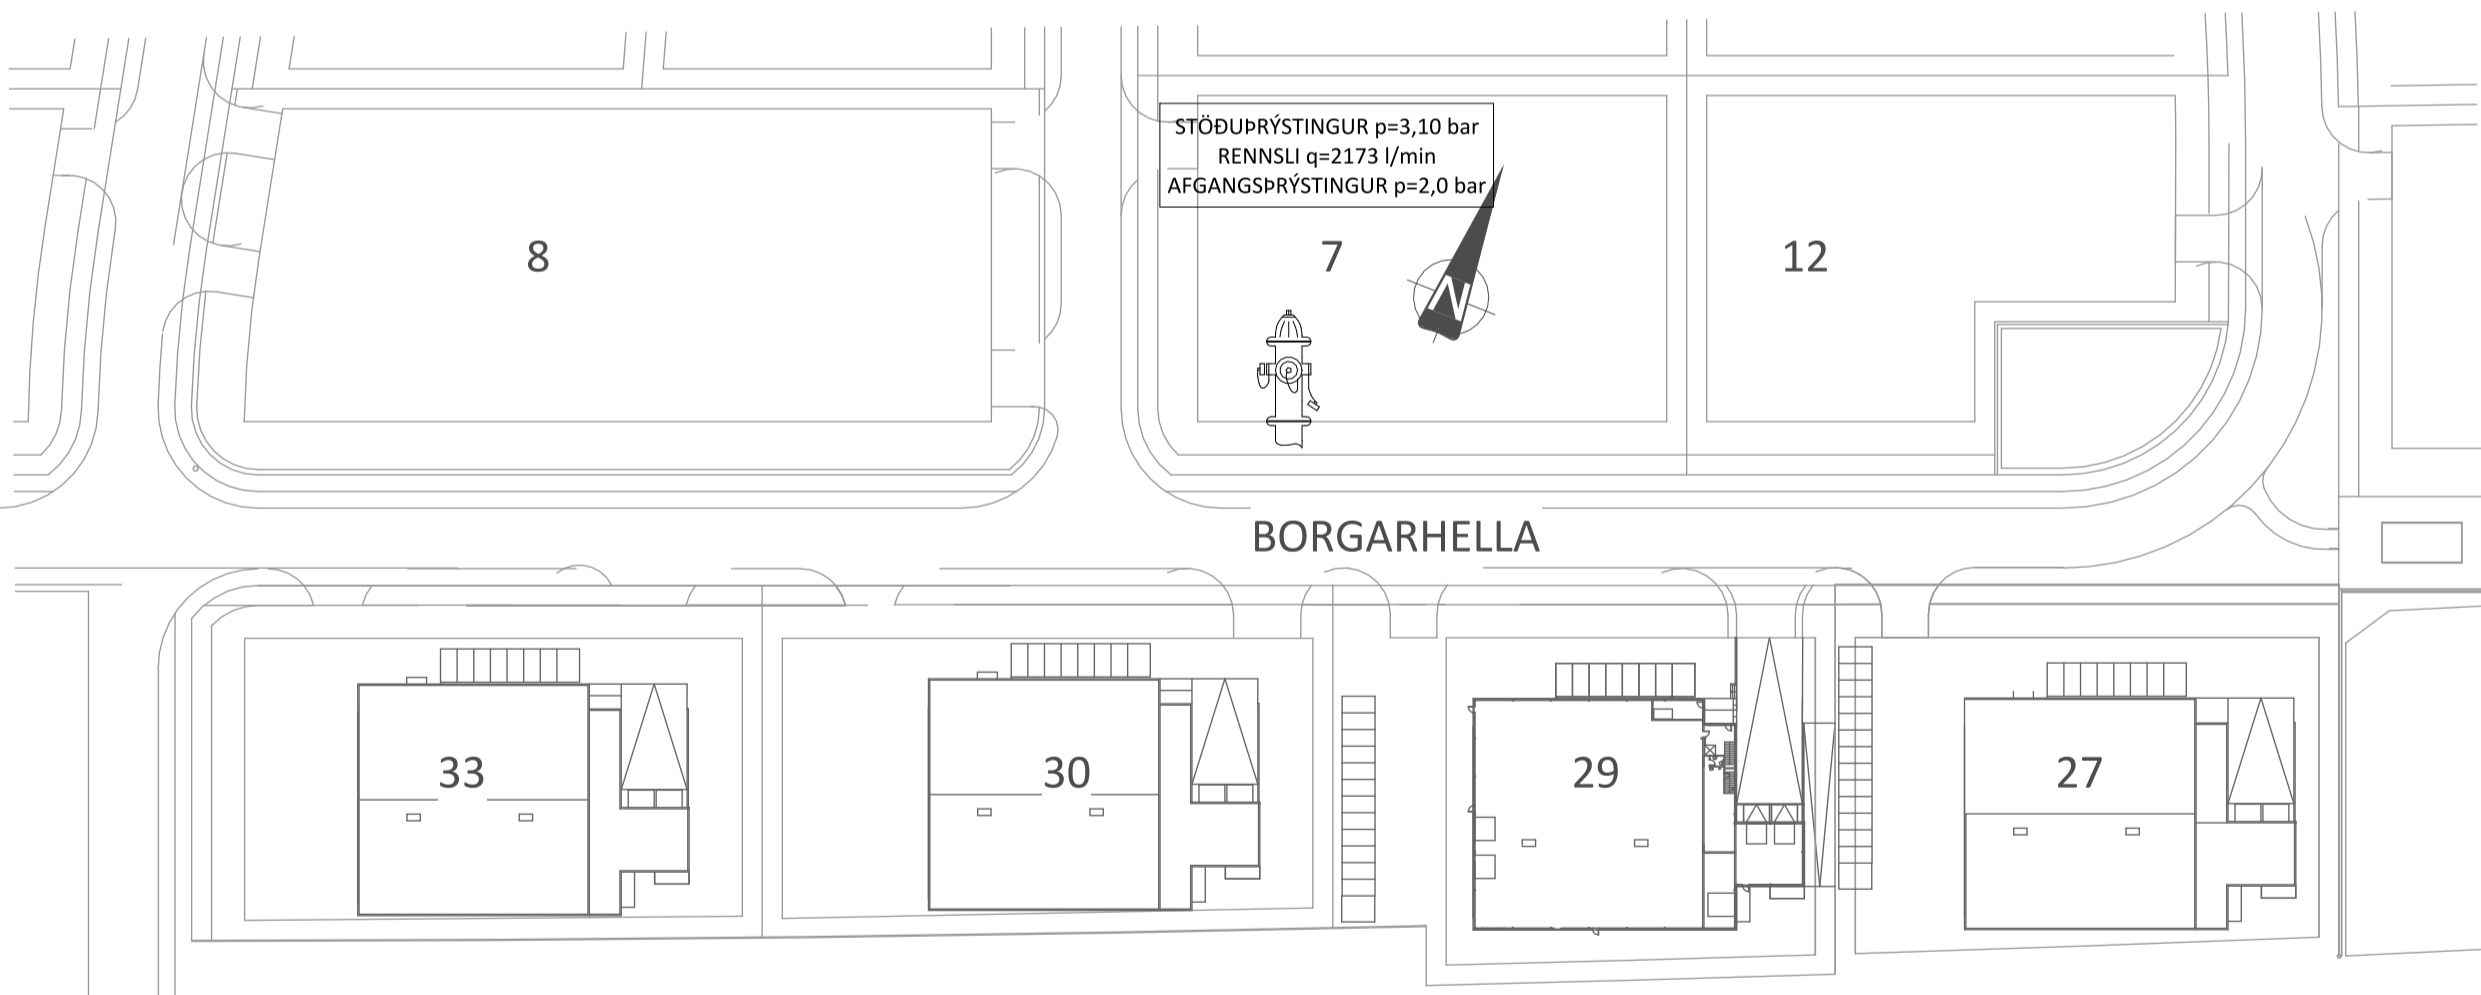 STÖÐUÞRÝSTINGUR p=3,10 bar
RENNSLI q=2173 l/min
AFGANGSÞRÝSTINGUR p=2,0 bar
8
7
12
N
BORGARHELLA
33
30
29
27